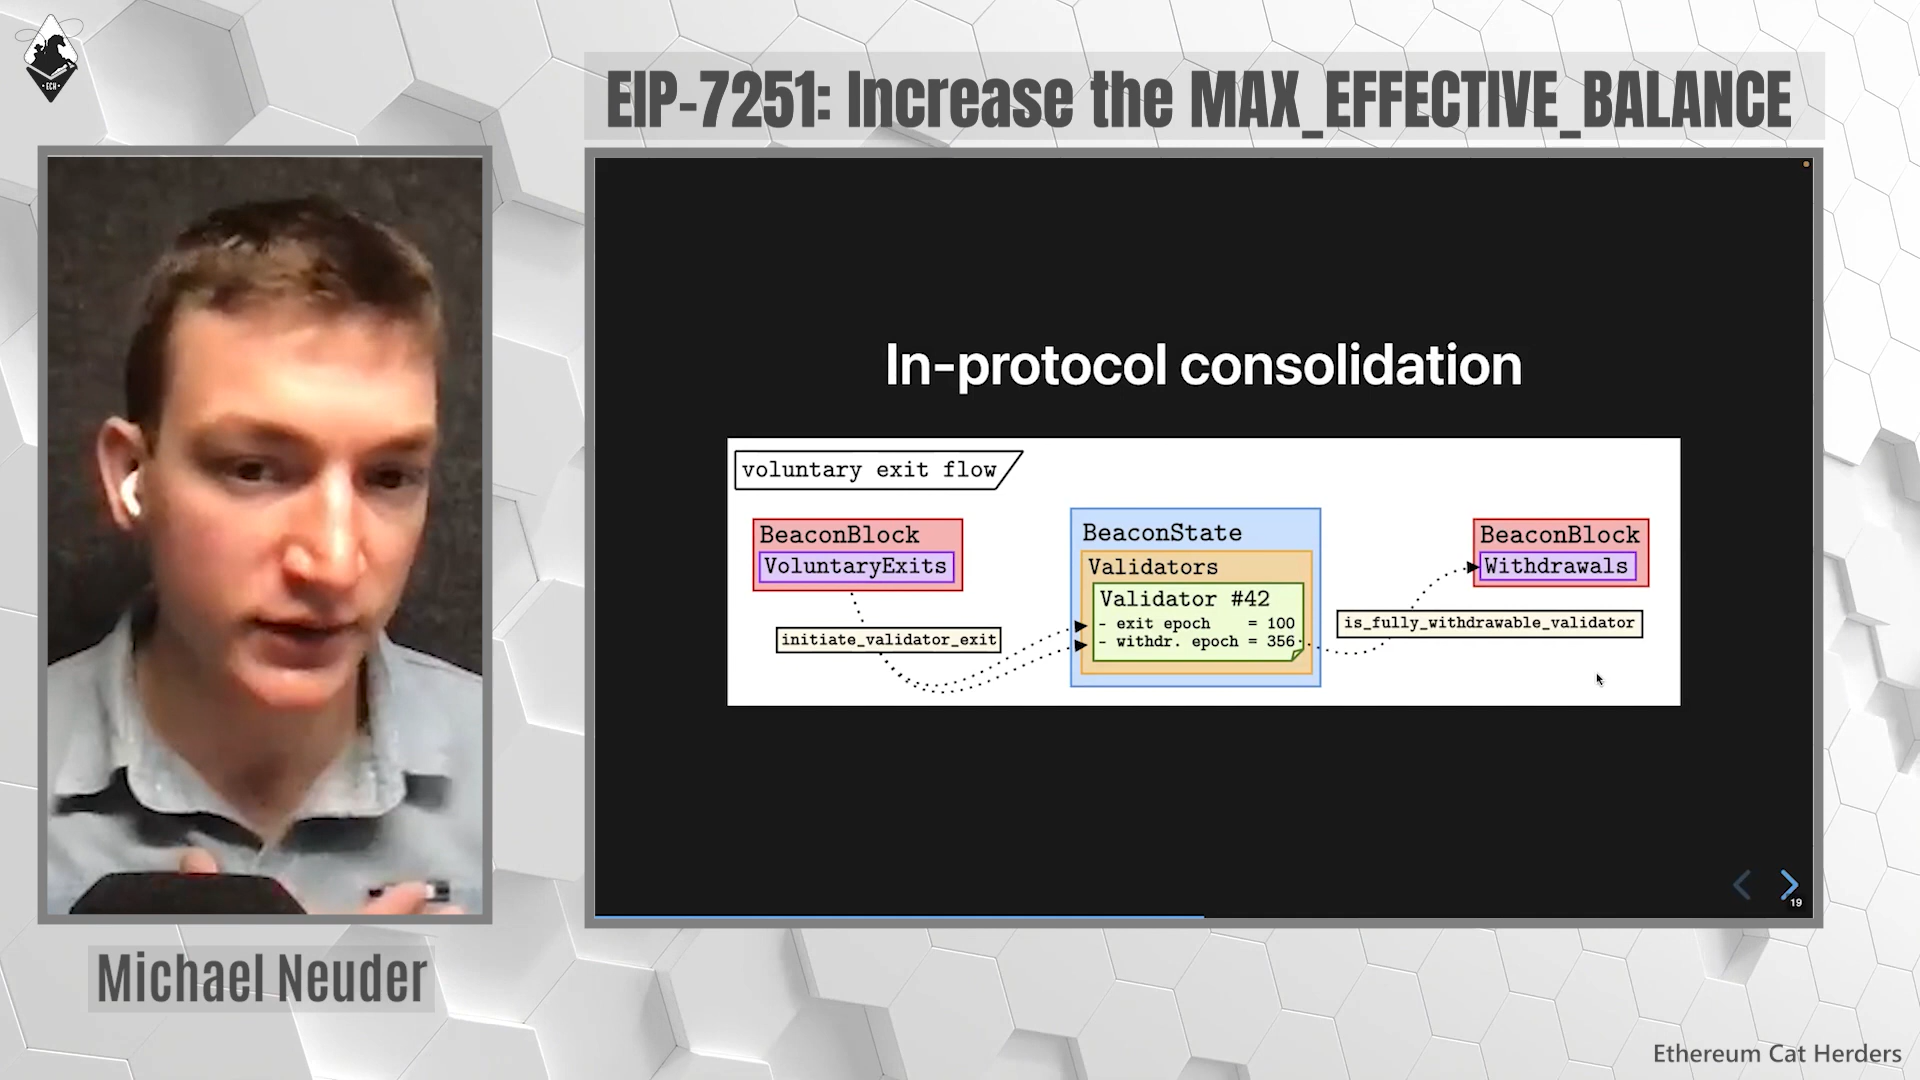 ECH
EIP-7251: Increase the MAX_EFFECTIVE_BALANCE
In-protocol consolidation
voluntary exit flow
BeaconBlock
VoluntaryExits
initiate_validator_exit
BeaconState
Validators
Validator #42
- exit epoch = 100
- withdr. epoch = 356
BeaconBlock
Withdrawals
is_fully_withdrawable_validator
19
Michael Neuder
Ethereum Cat Herders